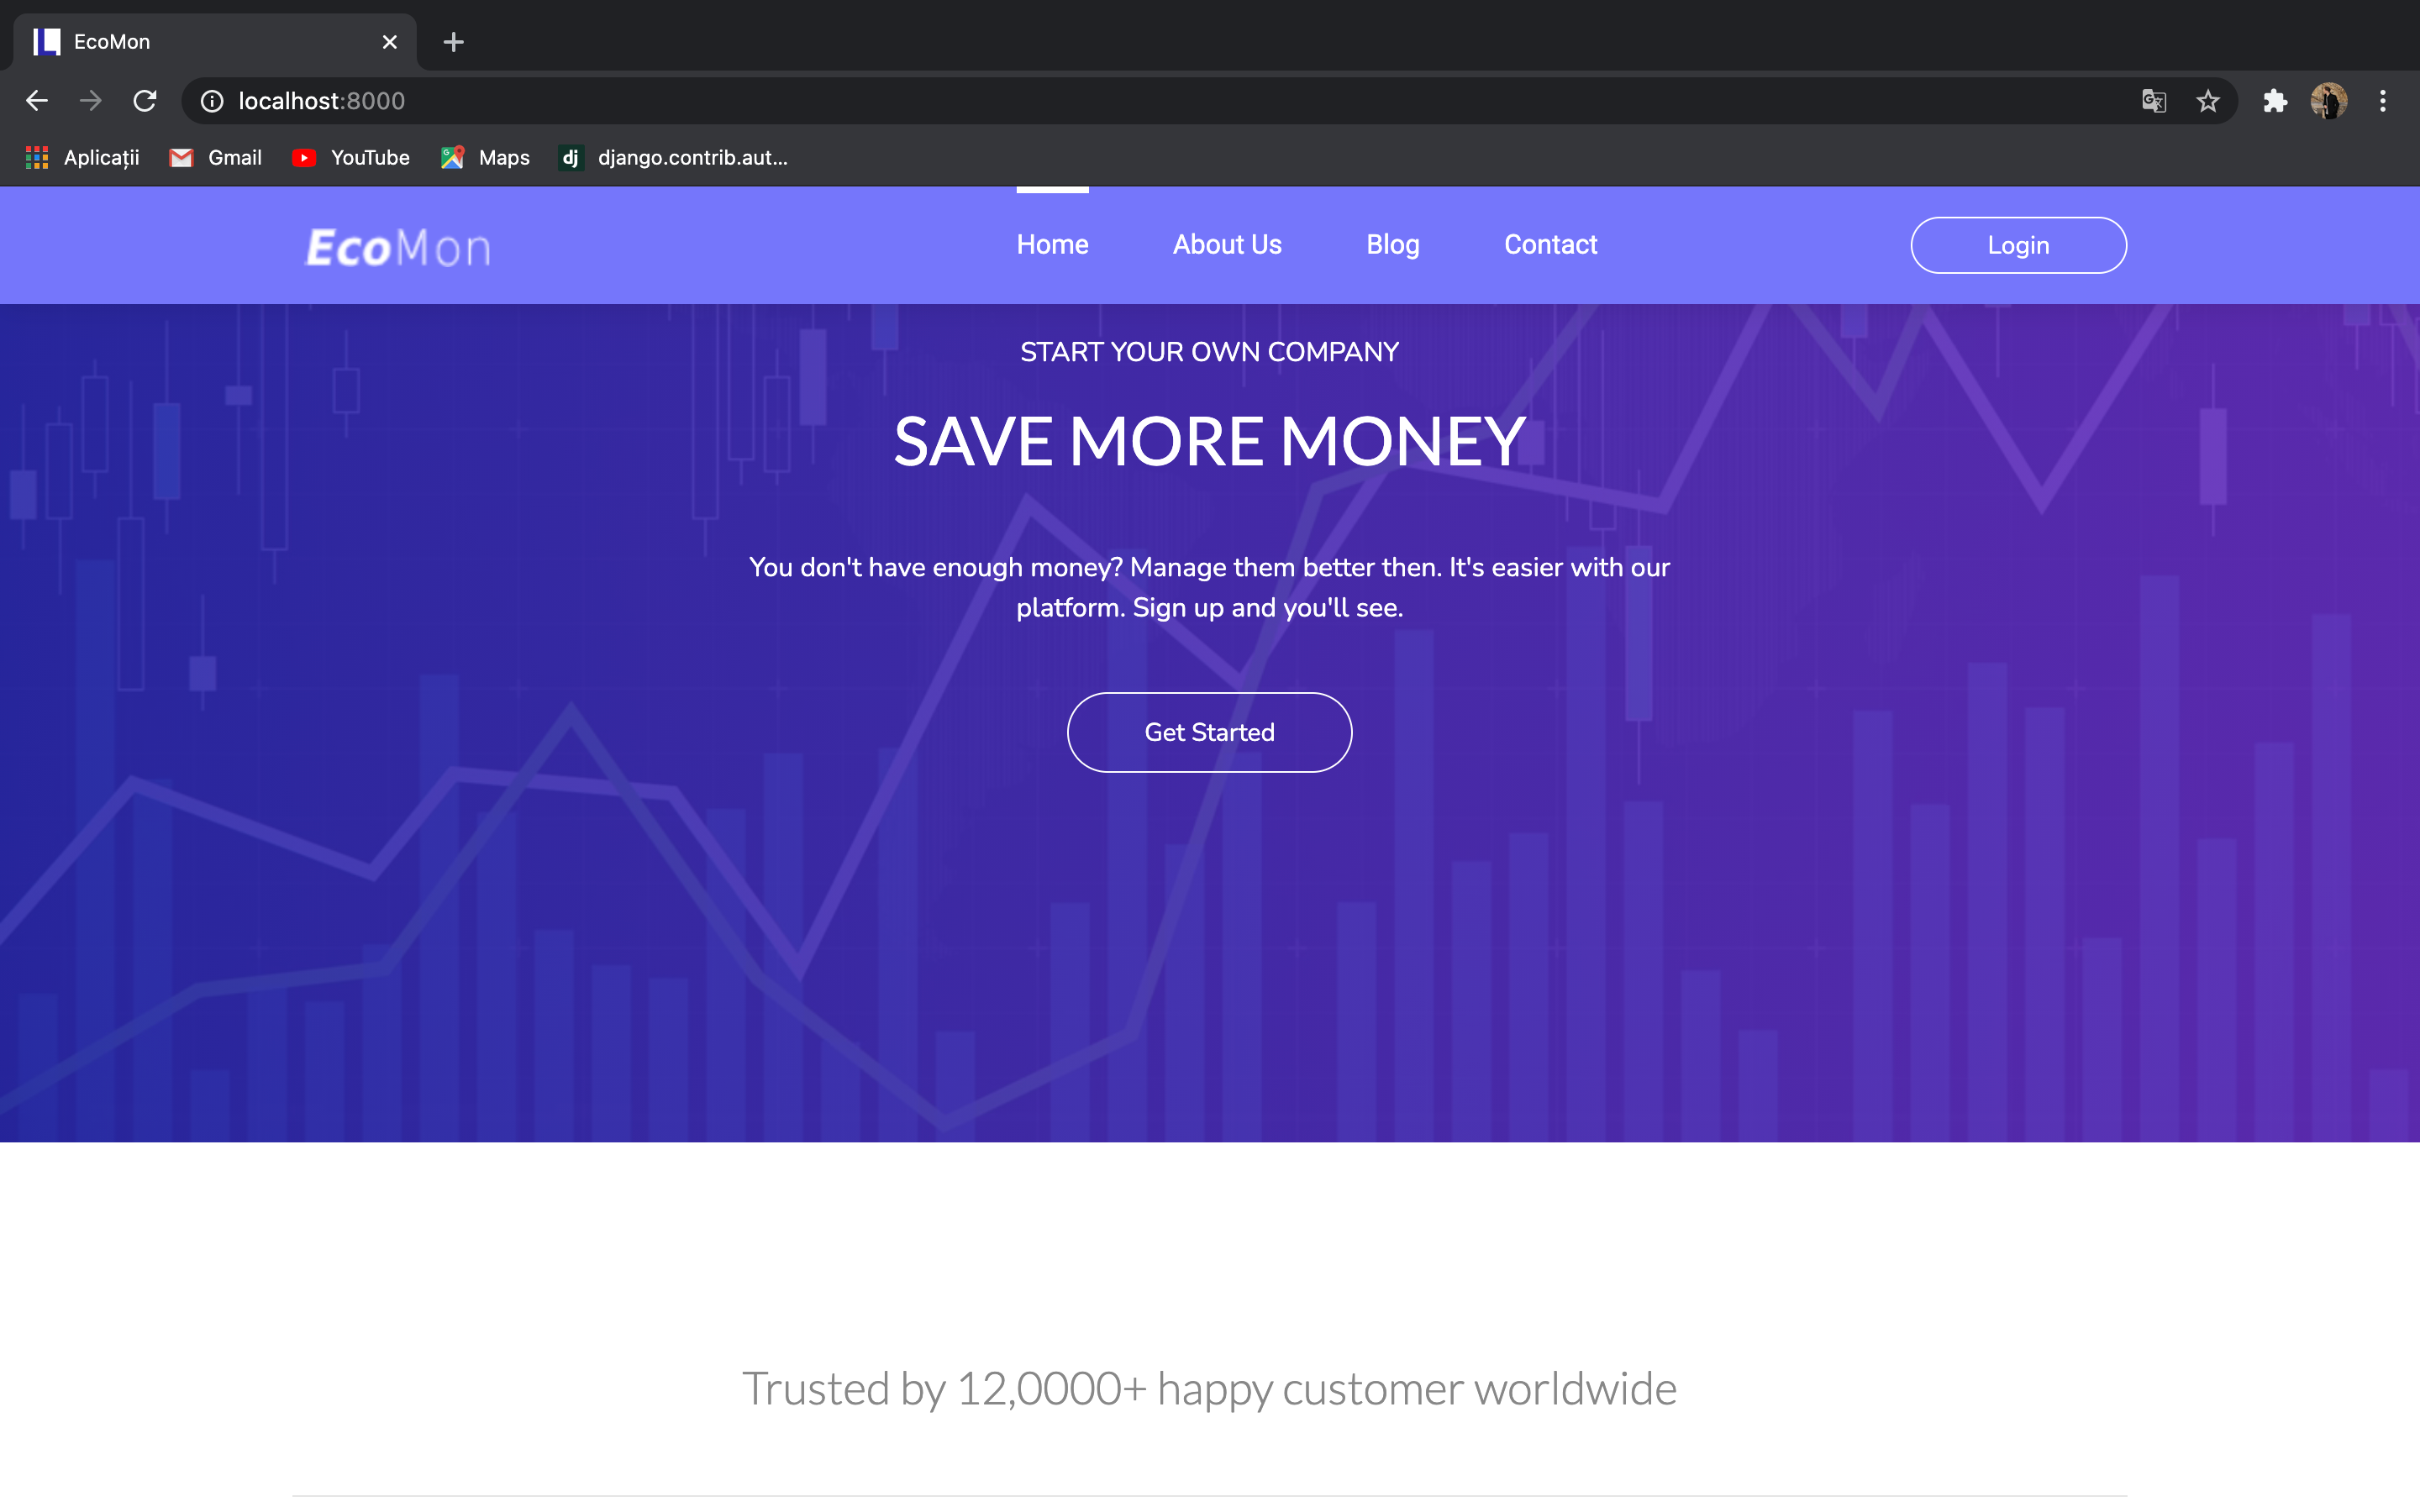 EcoMon
localhost:8000
Aplicații Gmail YouTube Maps dj django.contrib.aut...
EcoMon Home About Us Blog Contact Login
START YOUR OWN COMPANY
SAVE MORE MONEY
You don't have enough money? Manage them better then. It's easier with our
platform. Sign up and you'll see.
Get Started
Trusted by 12,0000+ happy customer worldwide